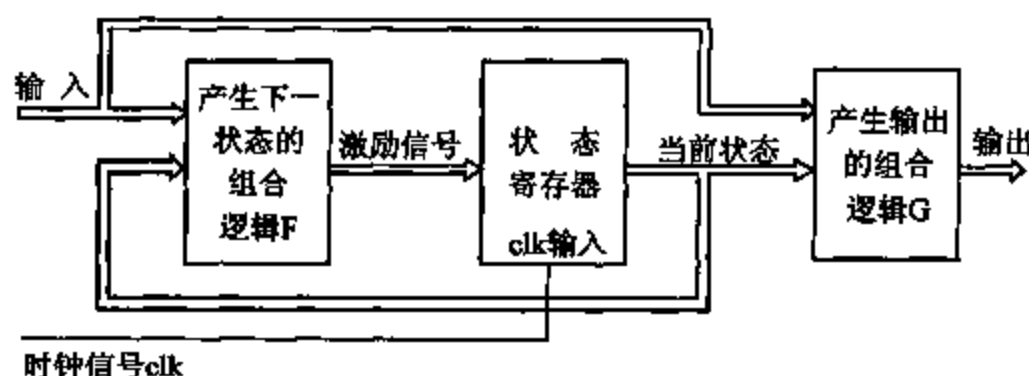 输 入
产生下一
状态的
组合
逻辑F
激励信号
状 态
寄存器
clk输入
当前状态
产生输出
的组合
逻辑G
输出
时钟信号clk